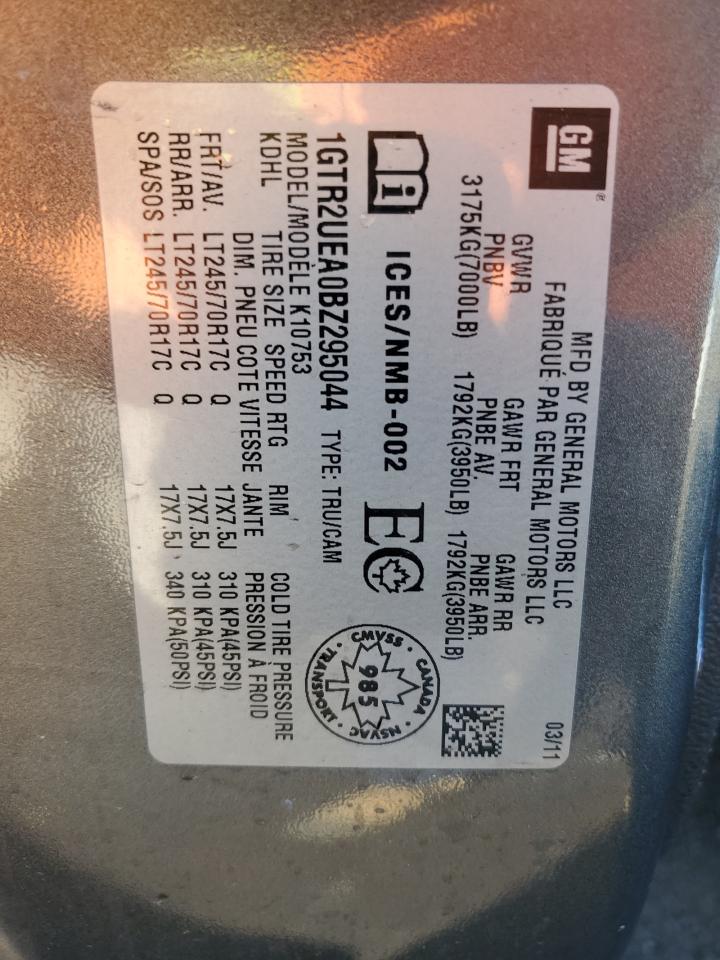 GM ®
MFD BY GENERAL MOTORS LLC
FABRIQUÉ PAR GENERAL MOTORS LLC
03/11
GVWR GAWR FRT GAWR RR
PNBV PNBE AV. PNBE ARR.
3175KG(7000LB) 1792KG(3950LB) 1792KG(3950LB)
i ICES/NMB-002 EC
CMVSS · CANADA · NSVAC · TRANSPORT ·
985
1GTR2UEA0BZ295044 TYPE: TRU/CAM
MODEL/MODÈLE K10753
KDHL TIRE SIZE SPEED RTG RIM COLD TIRE PRESSURE
DIM. PNEU COTE VITESSE JANTE PRESSION À FROID
FRT/AV. LT245/70R17C Q 17X7.5J 310 KPA(45PSI)
RR/ARR. LT245/70R17C Q 17X7.5J 310 KPA(45PSI)
SPA/SOS LT245/70R17C Q 17X7.5J 340 KPA(50PSI)